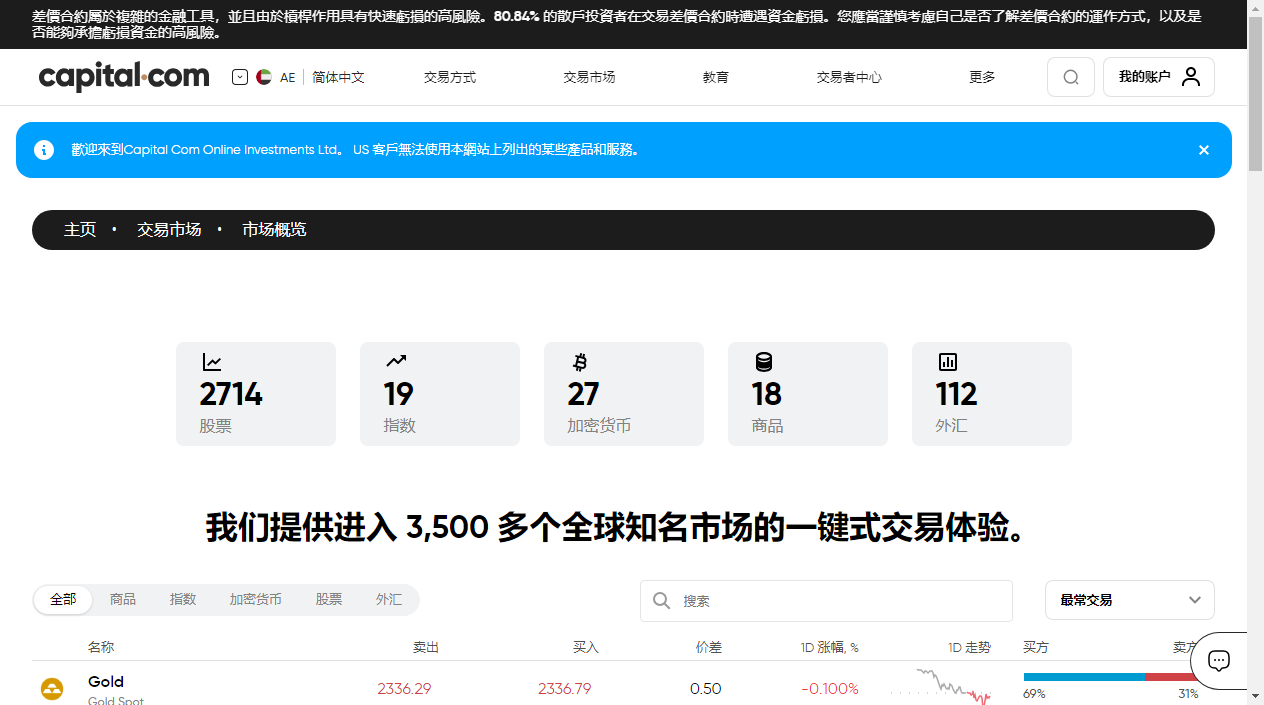 差價合約屬於複雜的金融工具，並且由於槓桿作用具有快速虧損的高風險。80.84% 的散戶投資者在交易差價合約時遭遇資金虧損。您應當謹慎考慮自己是否了解差價合約的運作方式，以及是
否能夠承擔虧損資金的高風險。
capital.com AE 简体中文 交易方式 交易市场 教育 交易者中心 更多 我的账户
歡迎來到Capital Com Online Investments Ltd。 US 客戶無法使用本網站上列出的某些產品和服務。
主页 • 交易市场 • 市场概览
2714 19 27 18 112
股票 指数 加密货币 商品 外汇
我们提供进入 3,500 多个全球知名市场的一键式交易体验。
全部 商品 指数 加密货币 股票 外汇 搜索 最常交易
名称 卖出 买入 价差 1D 涨幅, % 1D 走势 买方 卖方
Gold 2336.29 2336.79 0.50 -0.100%
Gold Spot 69% 31%